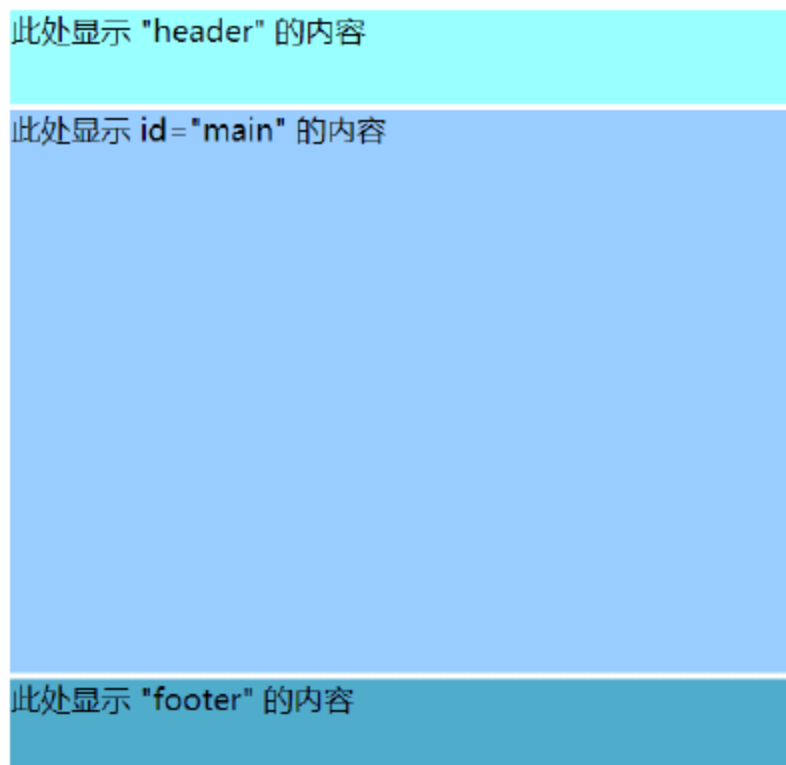 此处显示 "header" 的内容
此处显示 id="main" 的内容
此处显示 "footer" 的内容